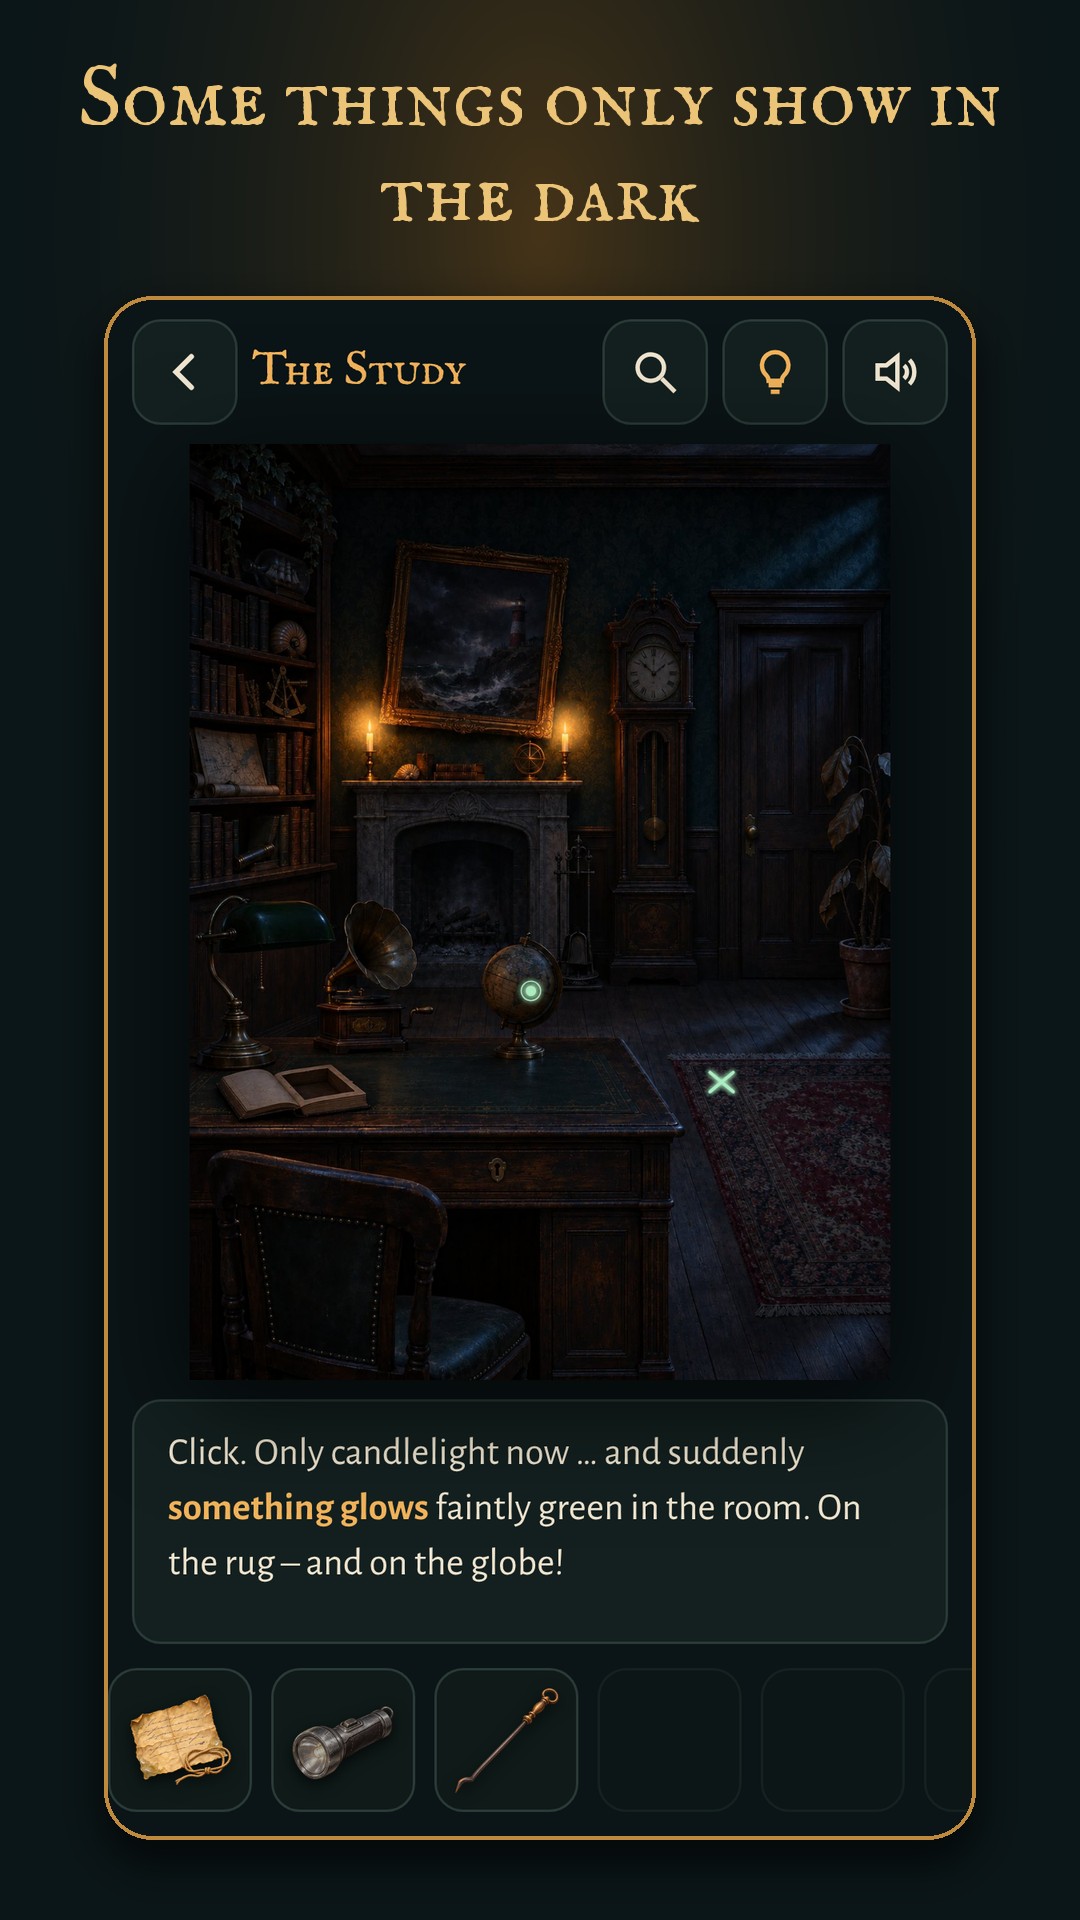 Some things only show in
the dark
The Study
Click. Only candlelight now … and suddenly
something glows faintly green in the room. On
the rug – and on the globe!